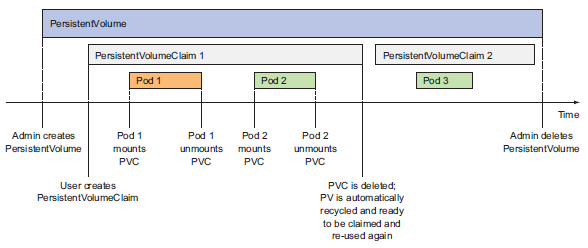 PersistentVolume
PersistentVolumeClaim 1
PersistentVolumeClaim 2
Pod 1
Pod 2
Pod 3
Time
Admin creates
PersistentVolume
Pod 1
mounts
PVC
Pod 1
unmounts
PVC
Pod 2
mounts
PVC
Pod 2
unmounts
PVC
Admin deletes
PersistentVolume
User creates
PersistentVolumeClaim
PVC is deleted;
PV is automatically
recycled and ready
to be claimed and
re-used again